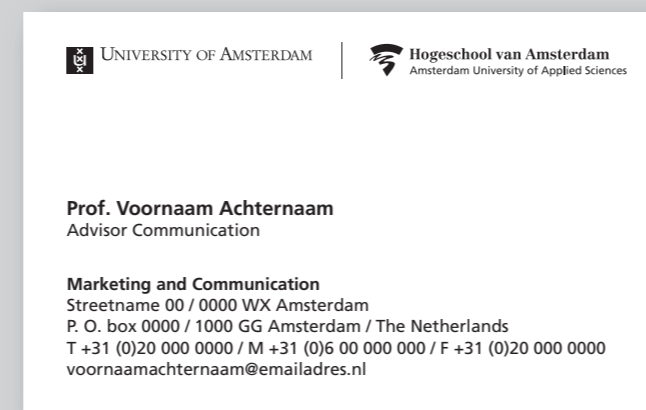 UNIVERSITY OF AMSTERDAM
Hogeschool van Amsterdam
Amsterdam University of Applied Sciences
Prof. Voornaam Achternaam
Advisor Communication
Marketing and Communication
Streetname 00 / 0000 WX Amsterdam
P. O. box 0000 / 1000 GG Amsterdam / The Netherlands
T +31 (0)20 000 0000 / M +31 (0)6 00 000 000 / F +31 (0)20 000 0000
voornaamachternaam@emailadres.nl